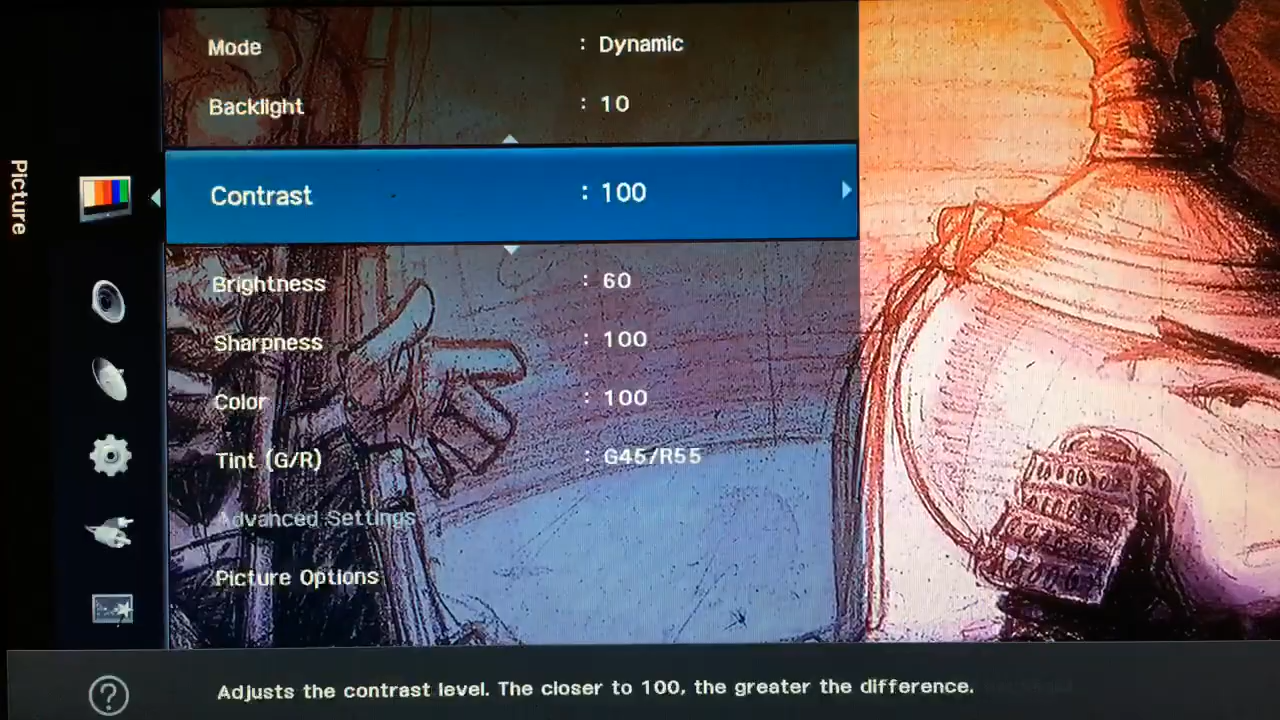 Picture
Mode : Dynamic
Backlight : 10
Contrast : 100
Brightness : 60
Sharpness : 100
Color : 100
Tint (G/R) : G45/R55
Advanced Settings
Picture Options
Adjusts the contrast level. The closer to 100, the greater the difference.